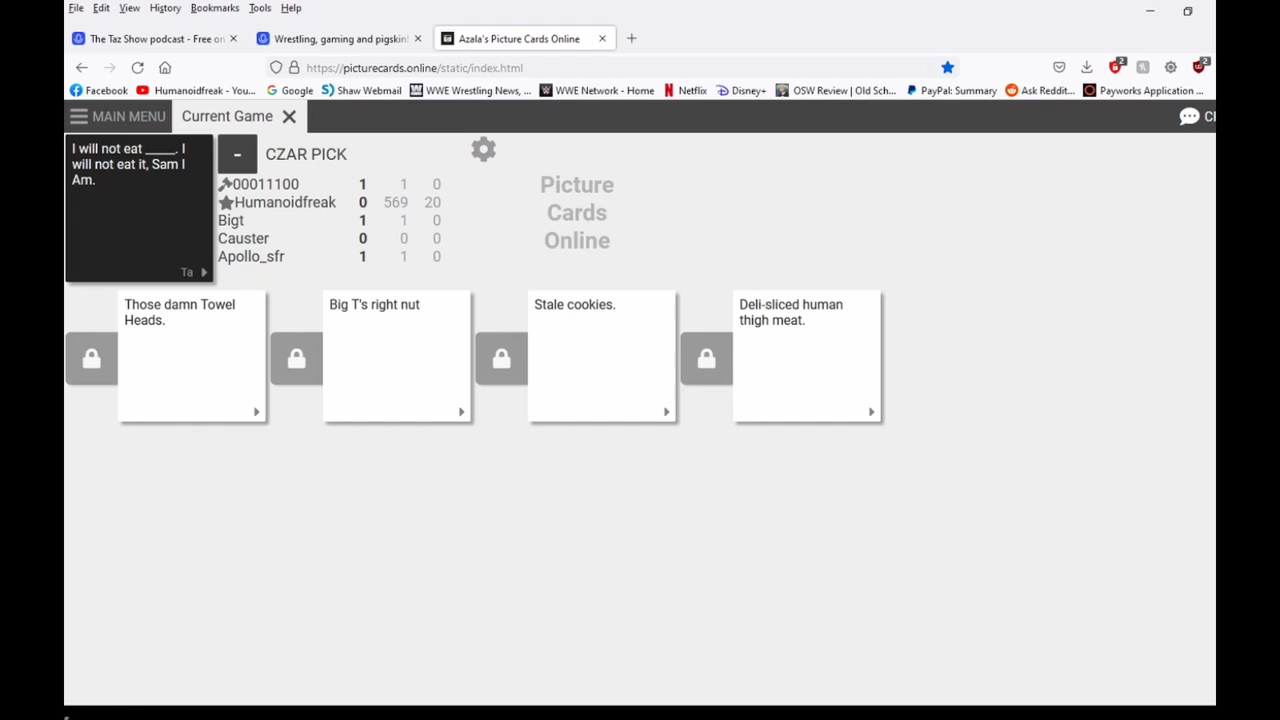 File Edit View History Bookmarks Tools Help
The Taz Show podcast - Free on
Wrestling, gaming and pigskin!
Azala's Picture Cards Online
https://picturecards.online/static/index.html
2
2
Facebook
Humanoidfreak - You...
Google
Shaw Webmail
WWE Wrestling News, ...
WWE Network - Home
Netflix
Disney+
OSW Review | Old Sch...
PayPal: Summary
Ask Reddit...
Payworks Application ...
MAIN MENU
Current Game
I will not eat _____. I
will not eat it, Sam I
Am.
Ta
-
CZAR PICK
00011100 1 1 0
Humanoidfreak 0 569 20
Bigt 1 1 0
Causter 0 0 0
Apollo_sfr 1 1 0
Picture
Cards
Online
Those damn Towel
Heads.
Big T's right nut
Stale cookies.
Deli-sliced human
thigh meat.